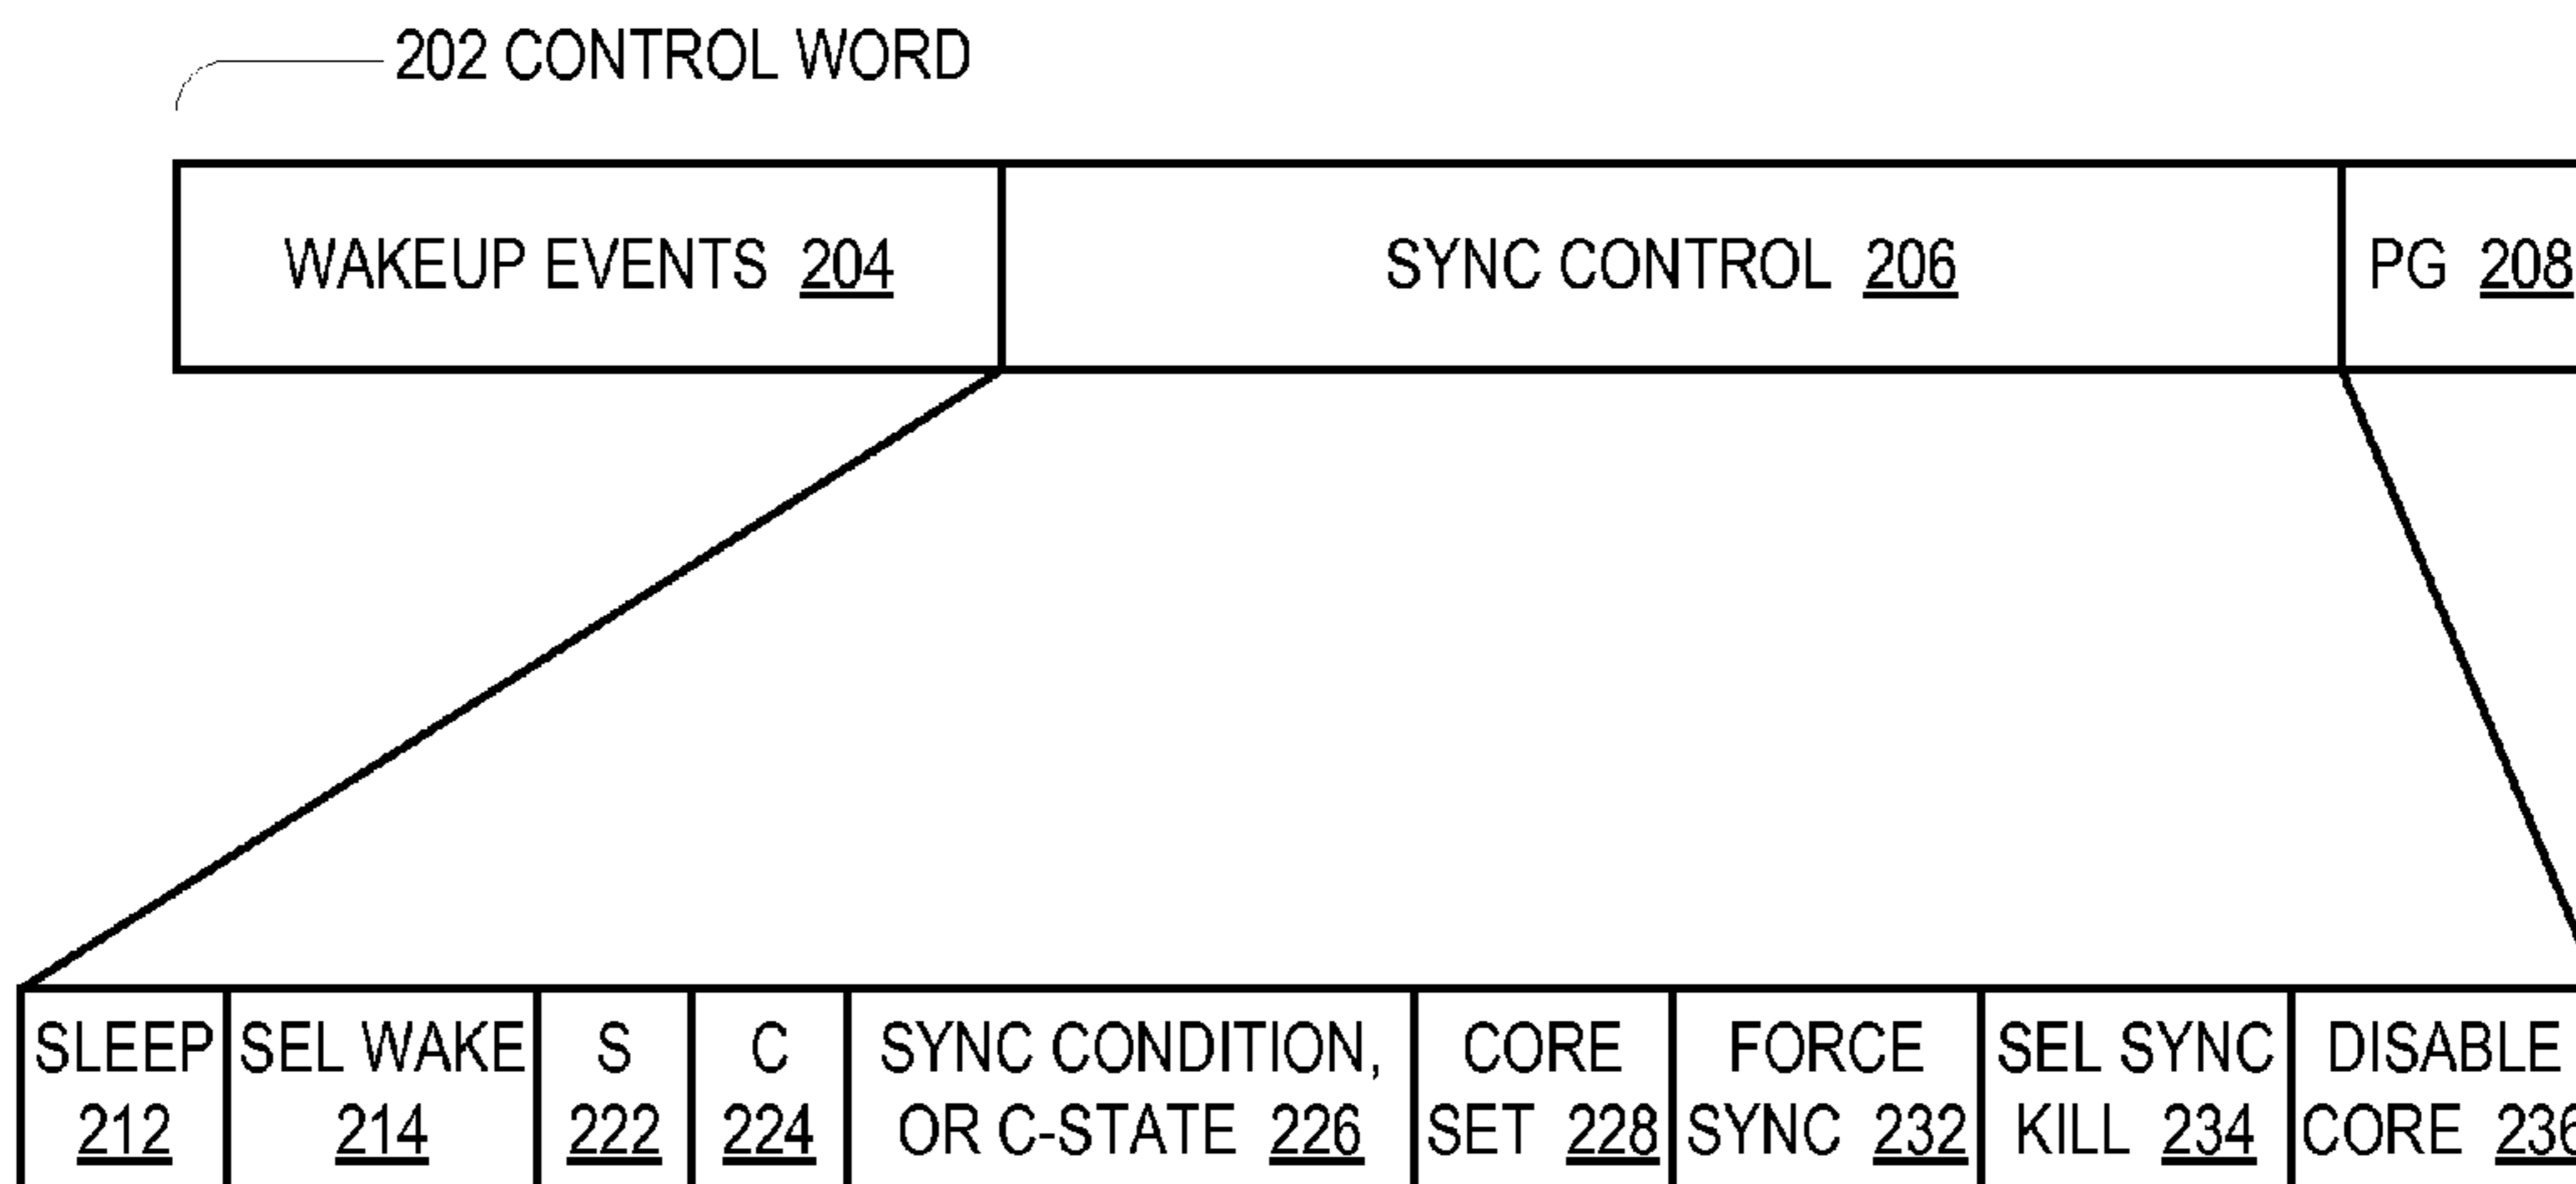 202 CONTROL WORD
WAKEUP EVENTS 204 SYNC CONTROL 206 PG 208
SLEEP SEL WAKE S C SYNC CONDITION, CORE FORCE SEL SYNC DISABLE
212 214 222 224 OR C-STATE 226 SET 228 SYNC 232 KILL 234 CORE 236